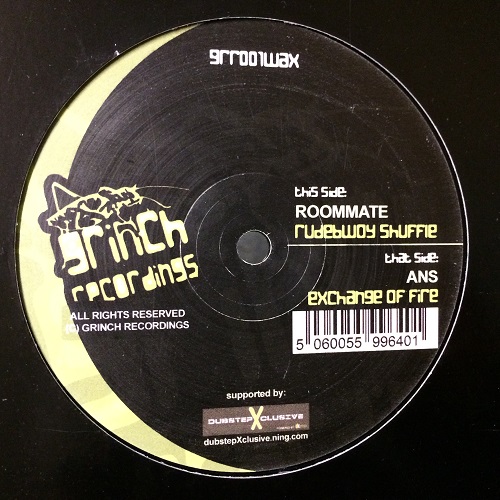 grr001wax
this side:
ROOMMATE
rudebwoy shuffle
that side:
ANS
exchange of fire
5 060055 996401
grinch
recordings
ALL RIGHTS RESERVED
(C) GRINCH RECORDINGS
supported by:
DUBSTEPXCLUSIVE
dubstepXclusive.ning.com